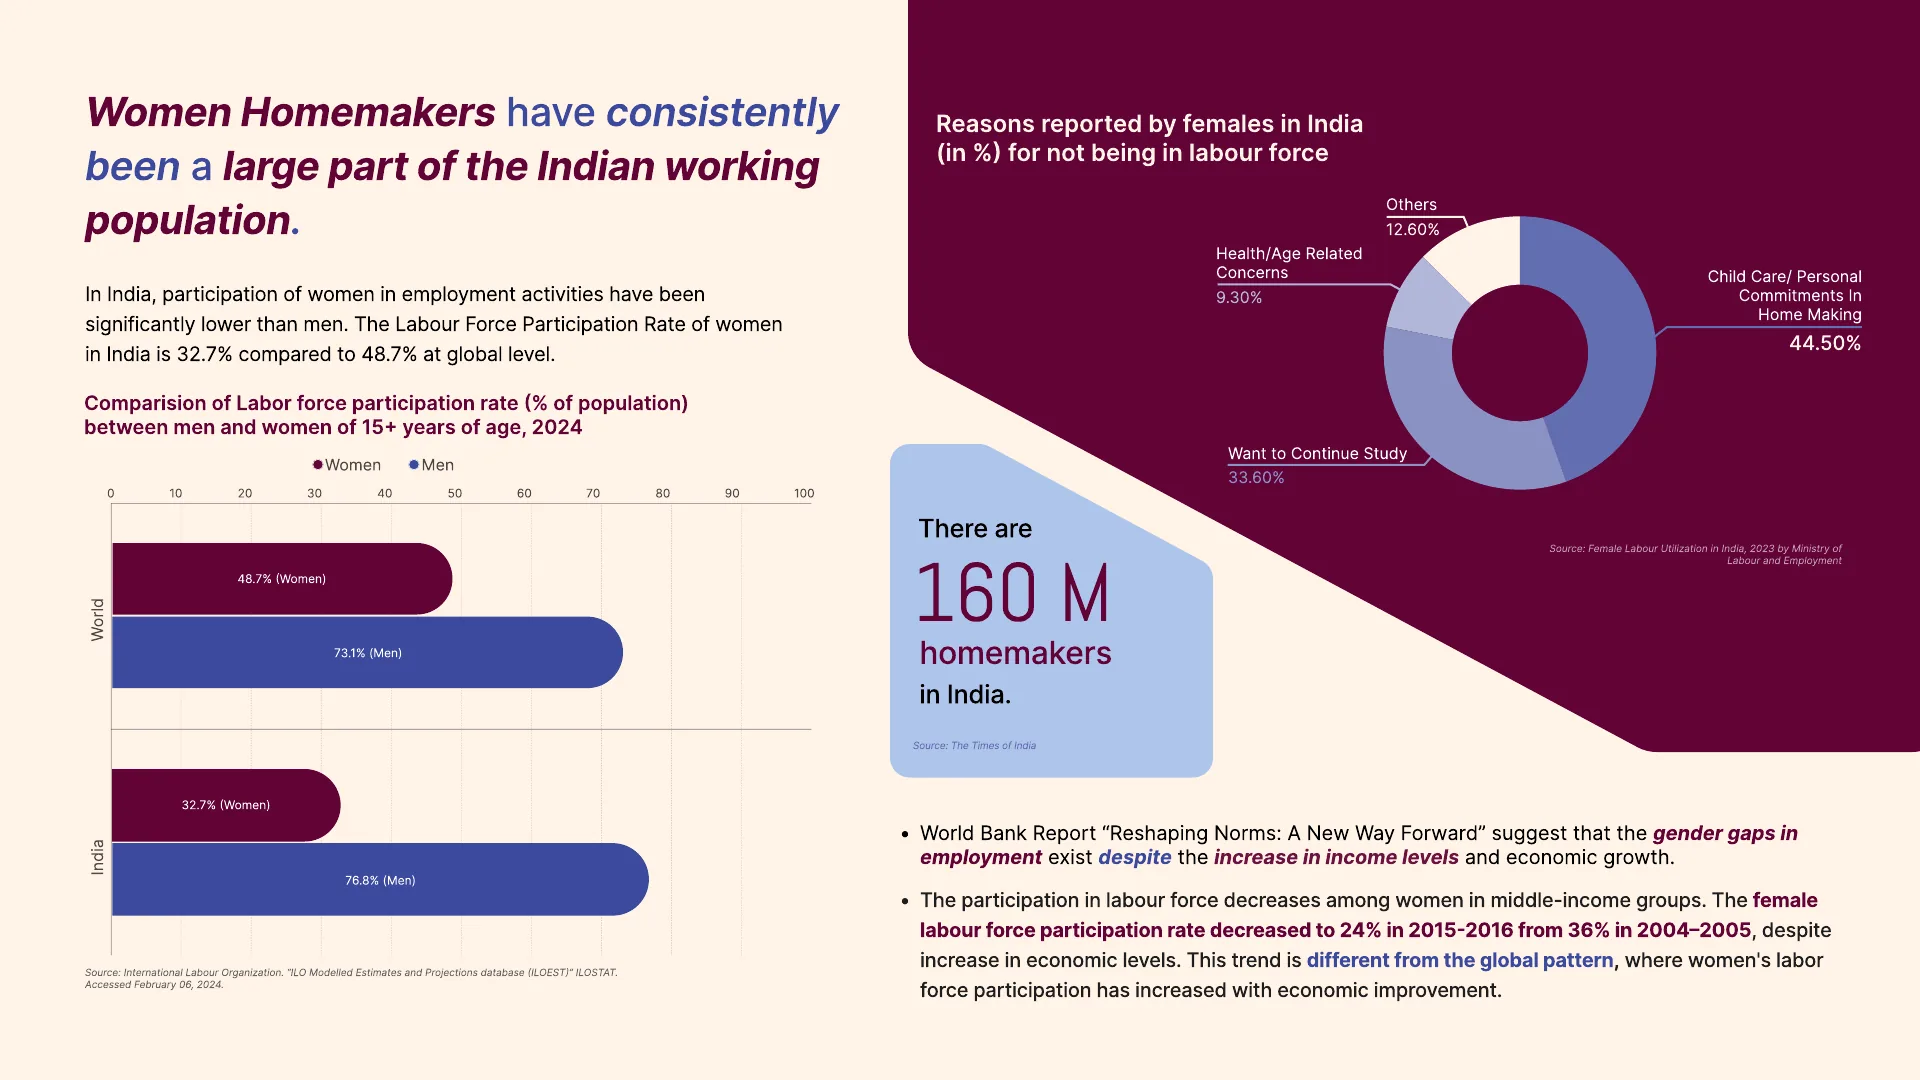 Women Homemakers have consistently
been a large part of the Indian working
population.
In India, participation of women in employment activities have been
significantly lower than men. The Labour Force Participation Rate of women
in India is 32.7% compared to 48.7% at global level.
Comparision of Labor force participation rate (% of population)
between men and women of 15+ years of age, 2024
Women Men
0 10 20 30 40 50 60 70 80 90 100
World
48.7% (Women)
73.1% (Men)
India
32.7% (Women)
76.8% (Men)
Source: International Labour Organization. “ILO Modelled Estimates and Projections database (ILOEST)” ILOSTAT.
Accessed February 06, 2024.
Reasons reported by females in India
(in %) for not being in labour force
Others
12.60%
Health/Age Related
Concerns
9.30%
Child Care/ Personal
Commitments In
Home Making
44.50%
Want to Continue Study
33.60%
Source: Female Labour Utilization in India, 2023 by Ministry of
Labour and Employment
There are
160 M
homemakers
in India.
Source: The Times of India
• World Bank Report “Reshaping Norms: A New Way Forward” suggest that the gender gaps in
employment exist despite the increase in income levels and economic growth.
• The participation in labour force decreases among women in middle-income groups. The female
labour force participation rate decreased to 24% in 2015-2016 from 36% in 2004–2005, despite
increase in economic levels. This trend is different from the global pattern, where women's labor
force participation has increased with economic improvement.